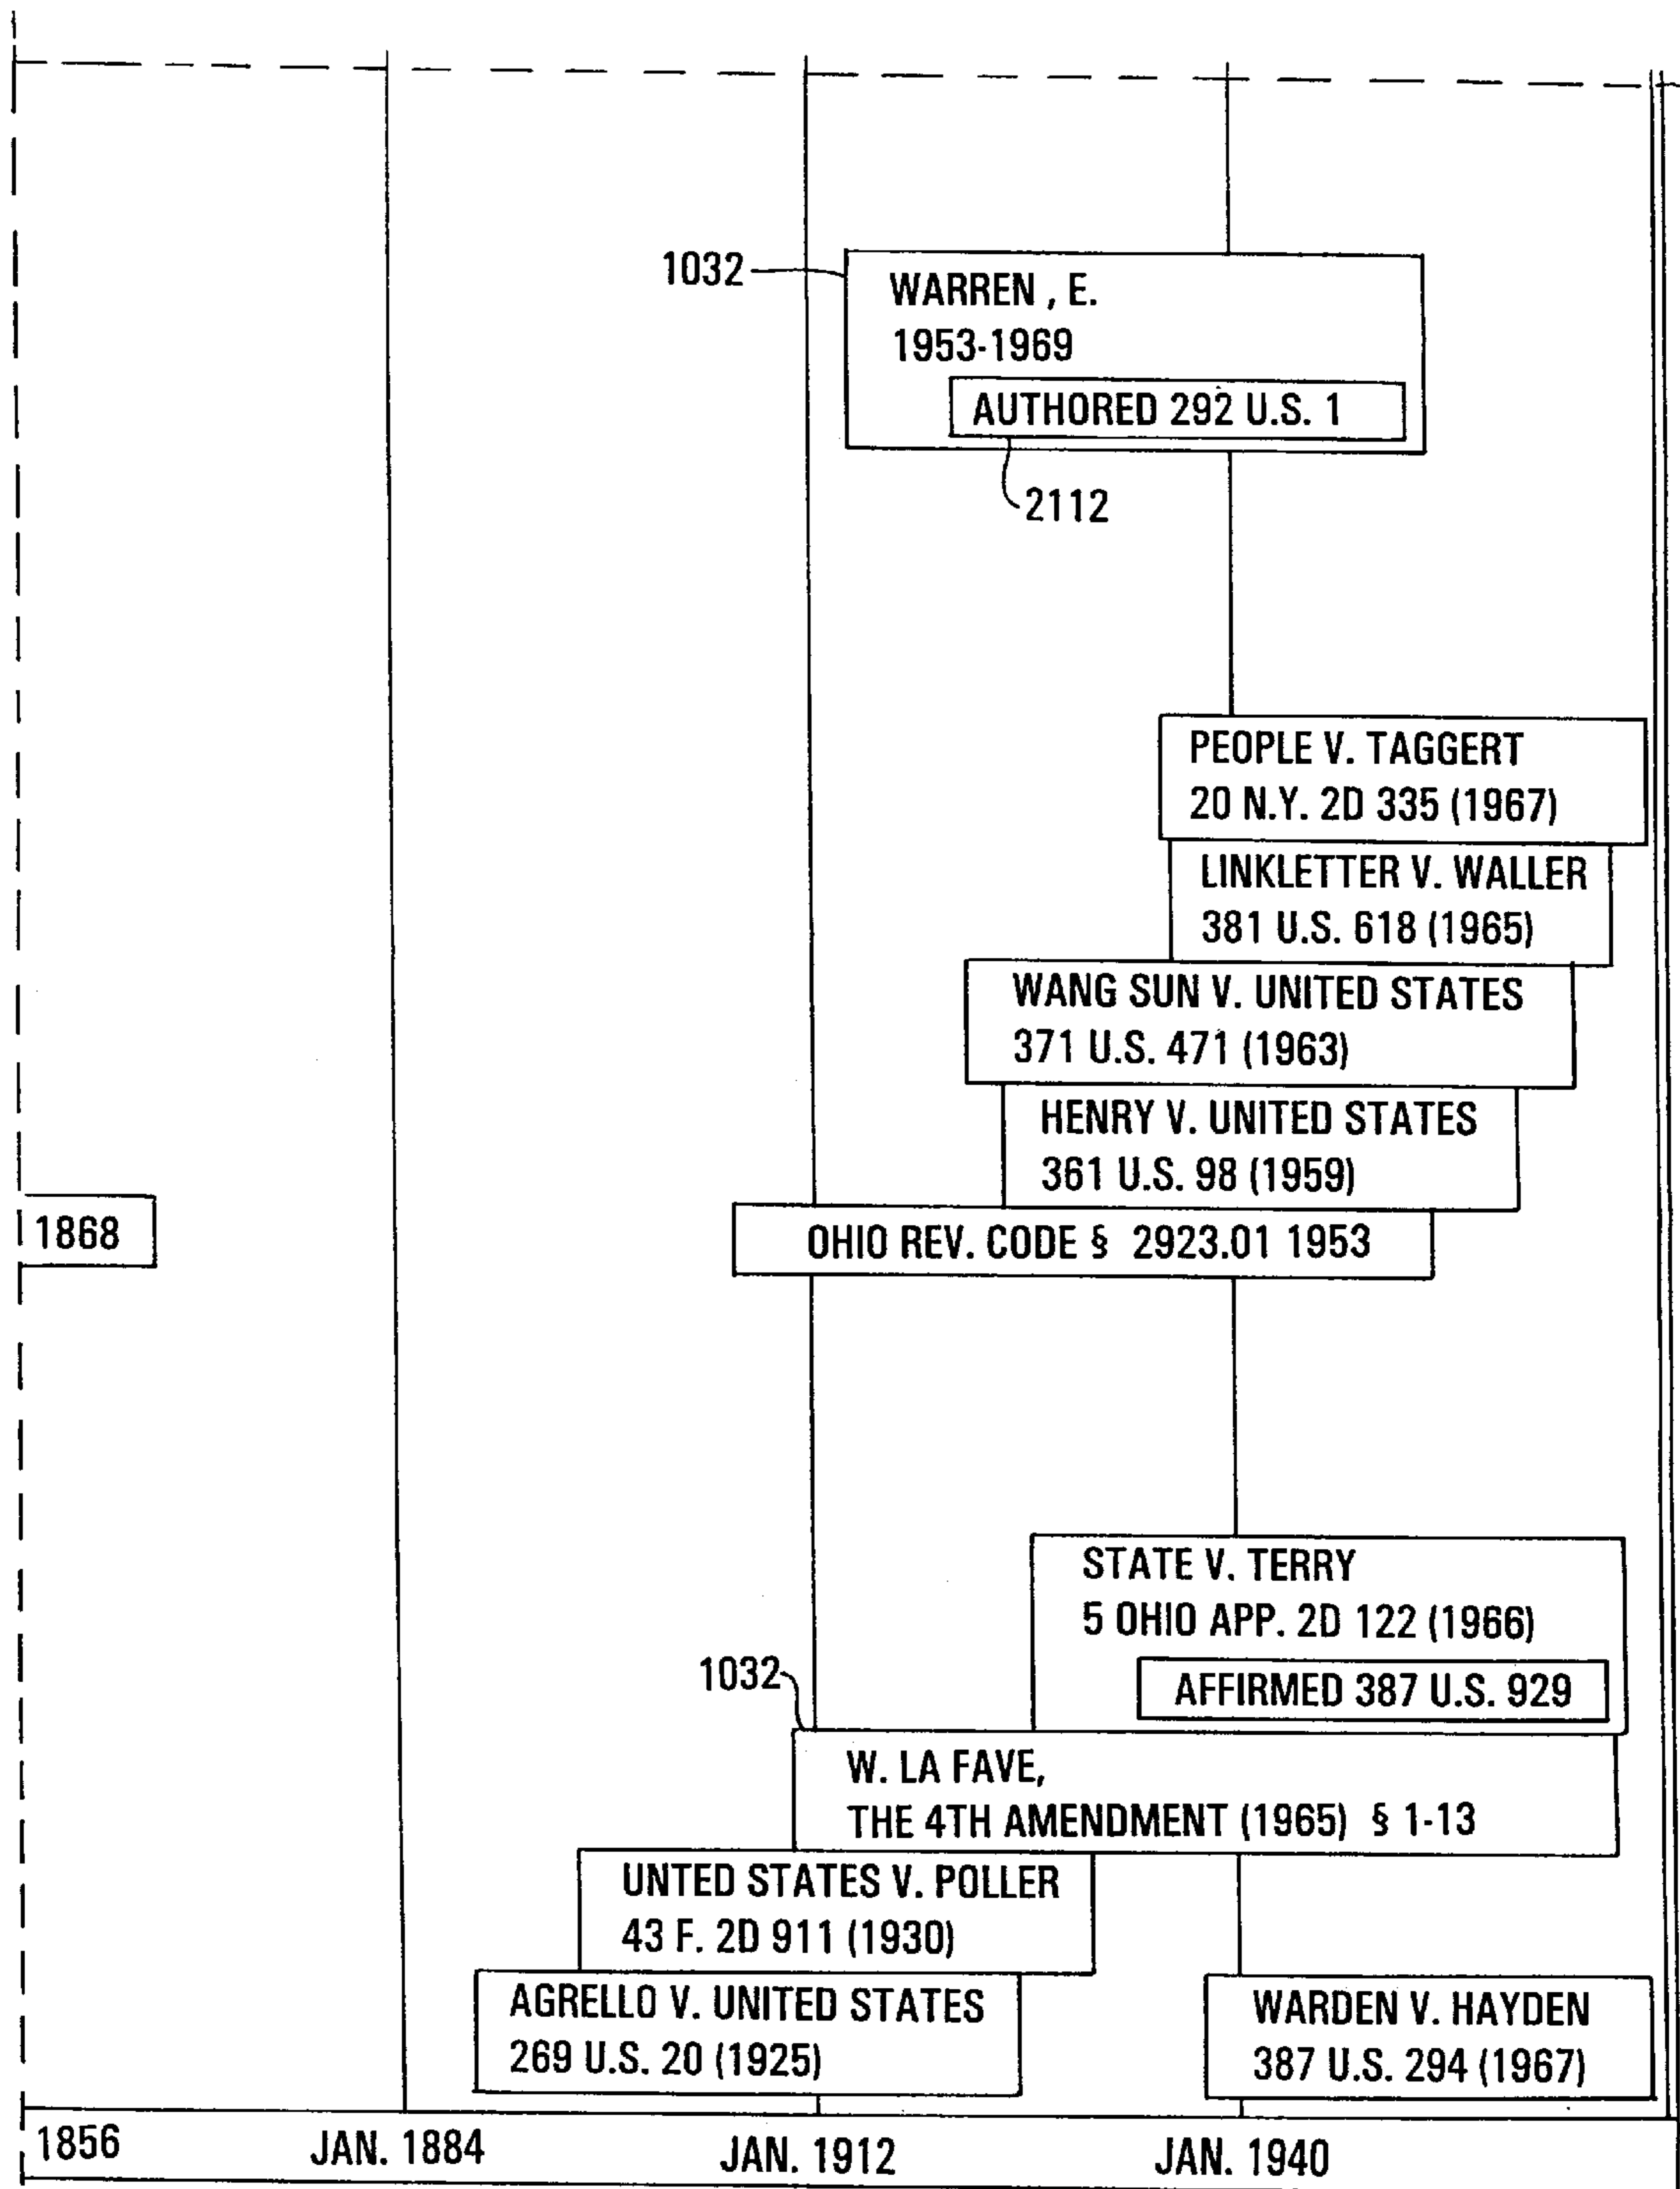 1032
WARREN , E.
1953-1969
AUTHORED 292 U.S. 1
2112
PEOPLE V. TAGGERT
20 N.Y. 2D 335 (1967)
LINKLETTER V. WALLER
381 U.S. 618 (1965)
WANG SUN V. UNITED STATES
371 U.S. 471 (1963)
HENRY V. UNITED STATES
361 U.S. 98 (1959)
1868
OHIO REV. CODE § 2923.01 1953
STATE V. TERRY
5 OHIO APP. 2D 122 (1966)
AFFIRMED 387 U.S. 929
1032
W. LA FAVE,
THE 4TH AMENDMENT (1965) § 1-13
UNTED STATES V. POLLER
43 F. 2D 911 (1930)
AGRELLO V. UNITED STATES
269 U.S. 20 (1925)
WARDEN V. HAYDEN
387 U.S. 294 (1967)
1856
JAN. 1884
JAN. 1912
JAN. 1940